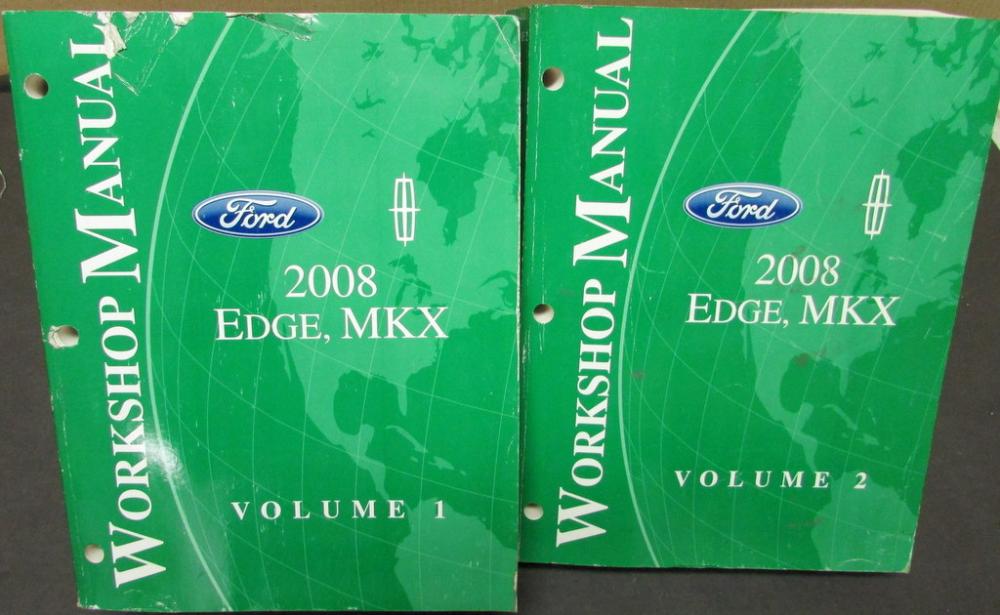 WORKSHOP MANUAL
Ford
2008
EDGE, MKX
VOLUME 1
WORKSHOP MANUAL
Ford
2008
EDGE, MKX
VOLUME 2